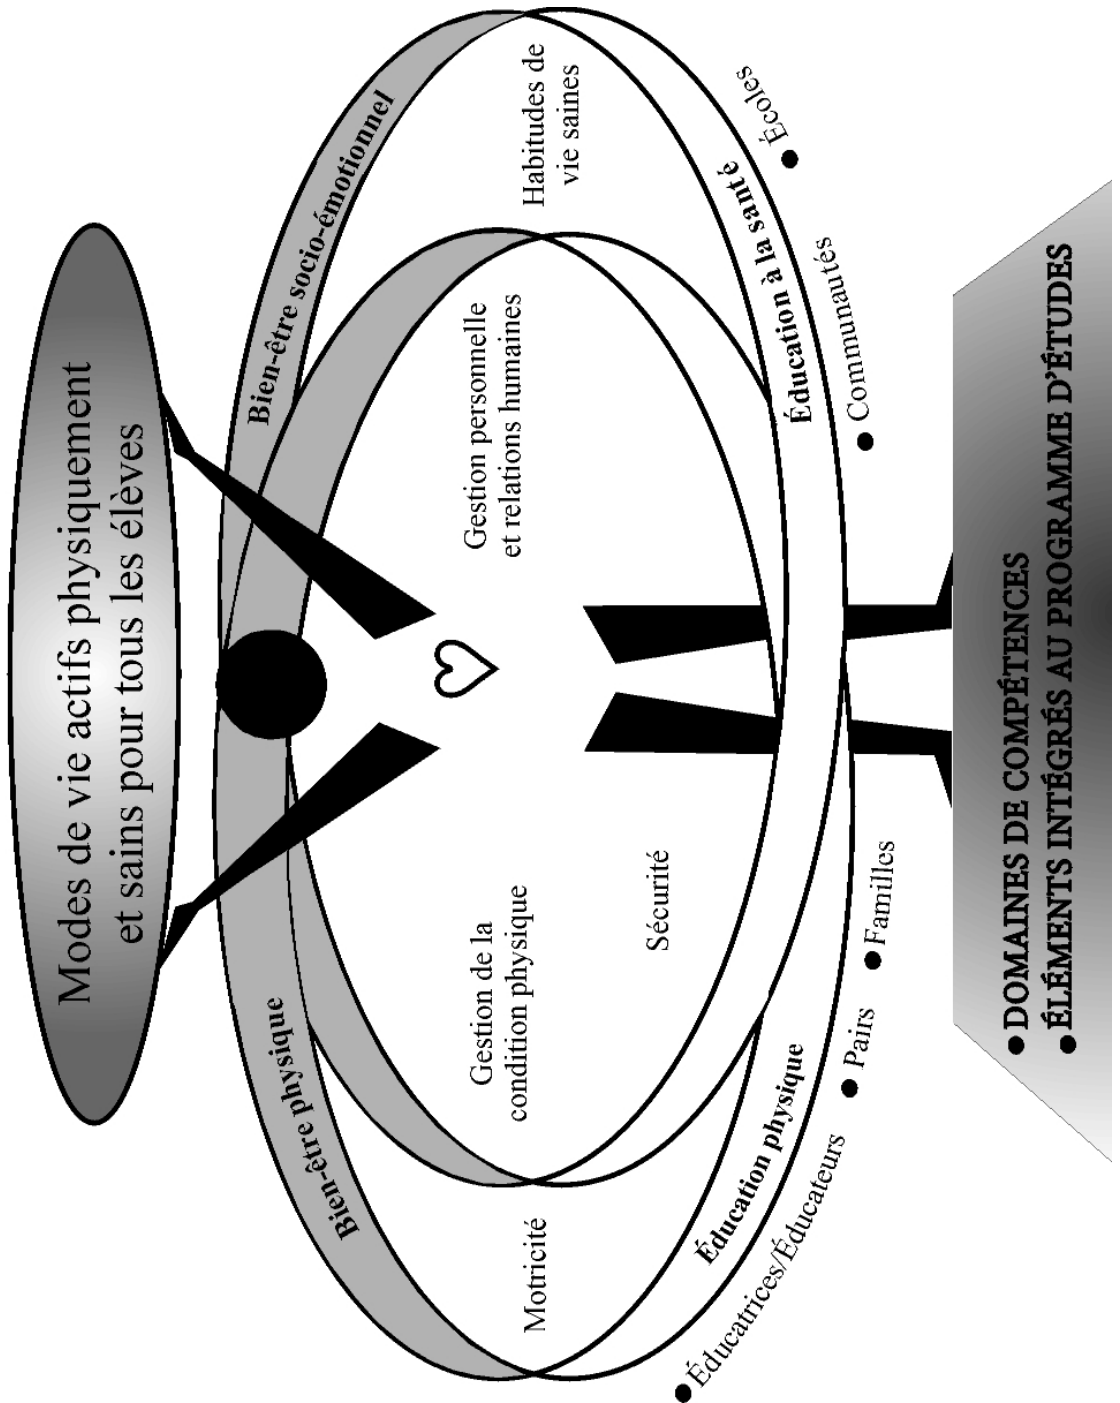 Modes de vie actifs physiquement
et sains pour tous les élèves
Bien-être physique
Bien-être socio-émotionnel
Motricité
Gestion de la
condition physique
Gestion personnelle
et relations humaines
Habitudes de
vie saines
Sécurité
Éducation physique
Éducation à la santé
● Éducatrices/Éducateurs
● Pairs
● Familles
● Communautés
● Écoles
● DOMAINES DE COMPÉTENCES
● ÉLÉMENTS INTÉGRÉS AU PROGRAMME D'ÉTUDES